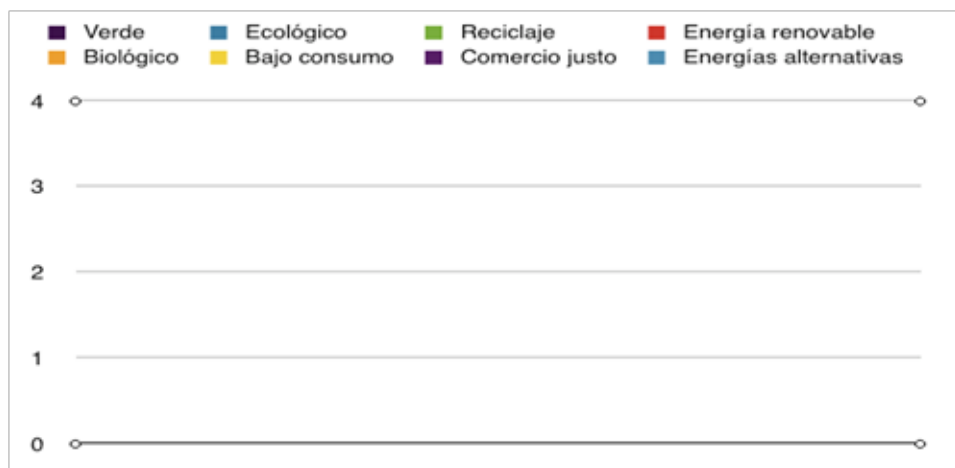 Verde Ecológico Reciclaje Energía renovable
Biológico Bajo consumo Comercio justo Energías alternativas
4
3
2
1
0